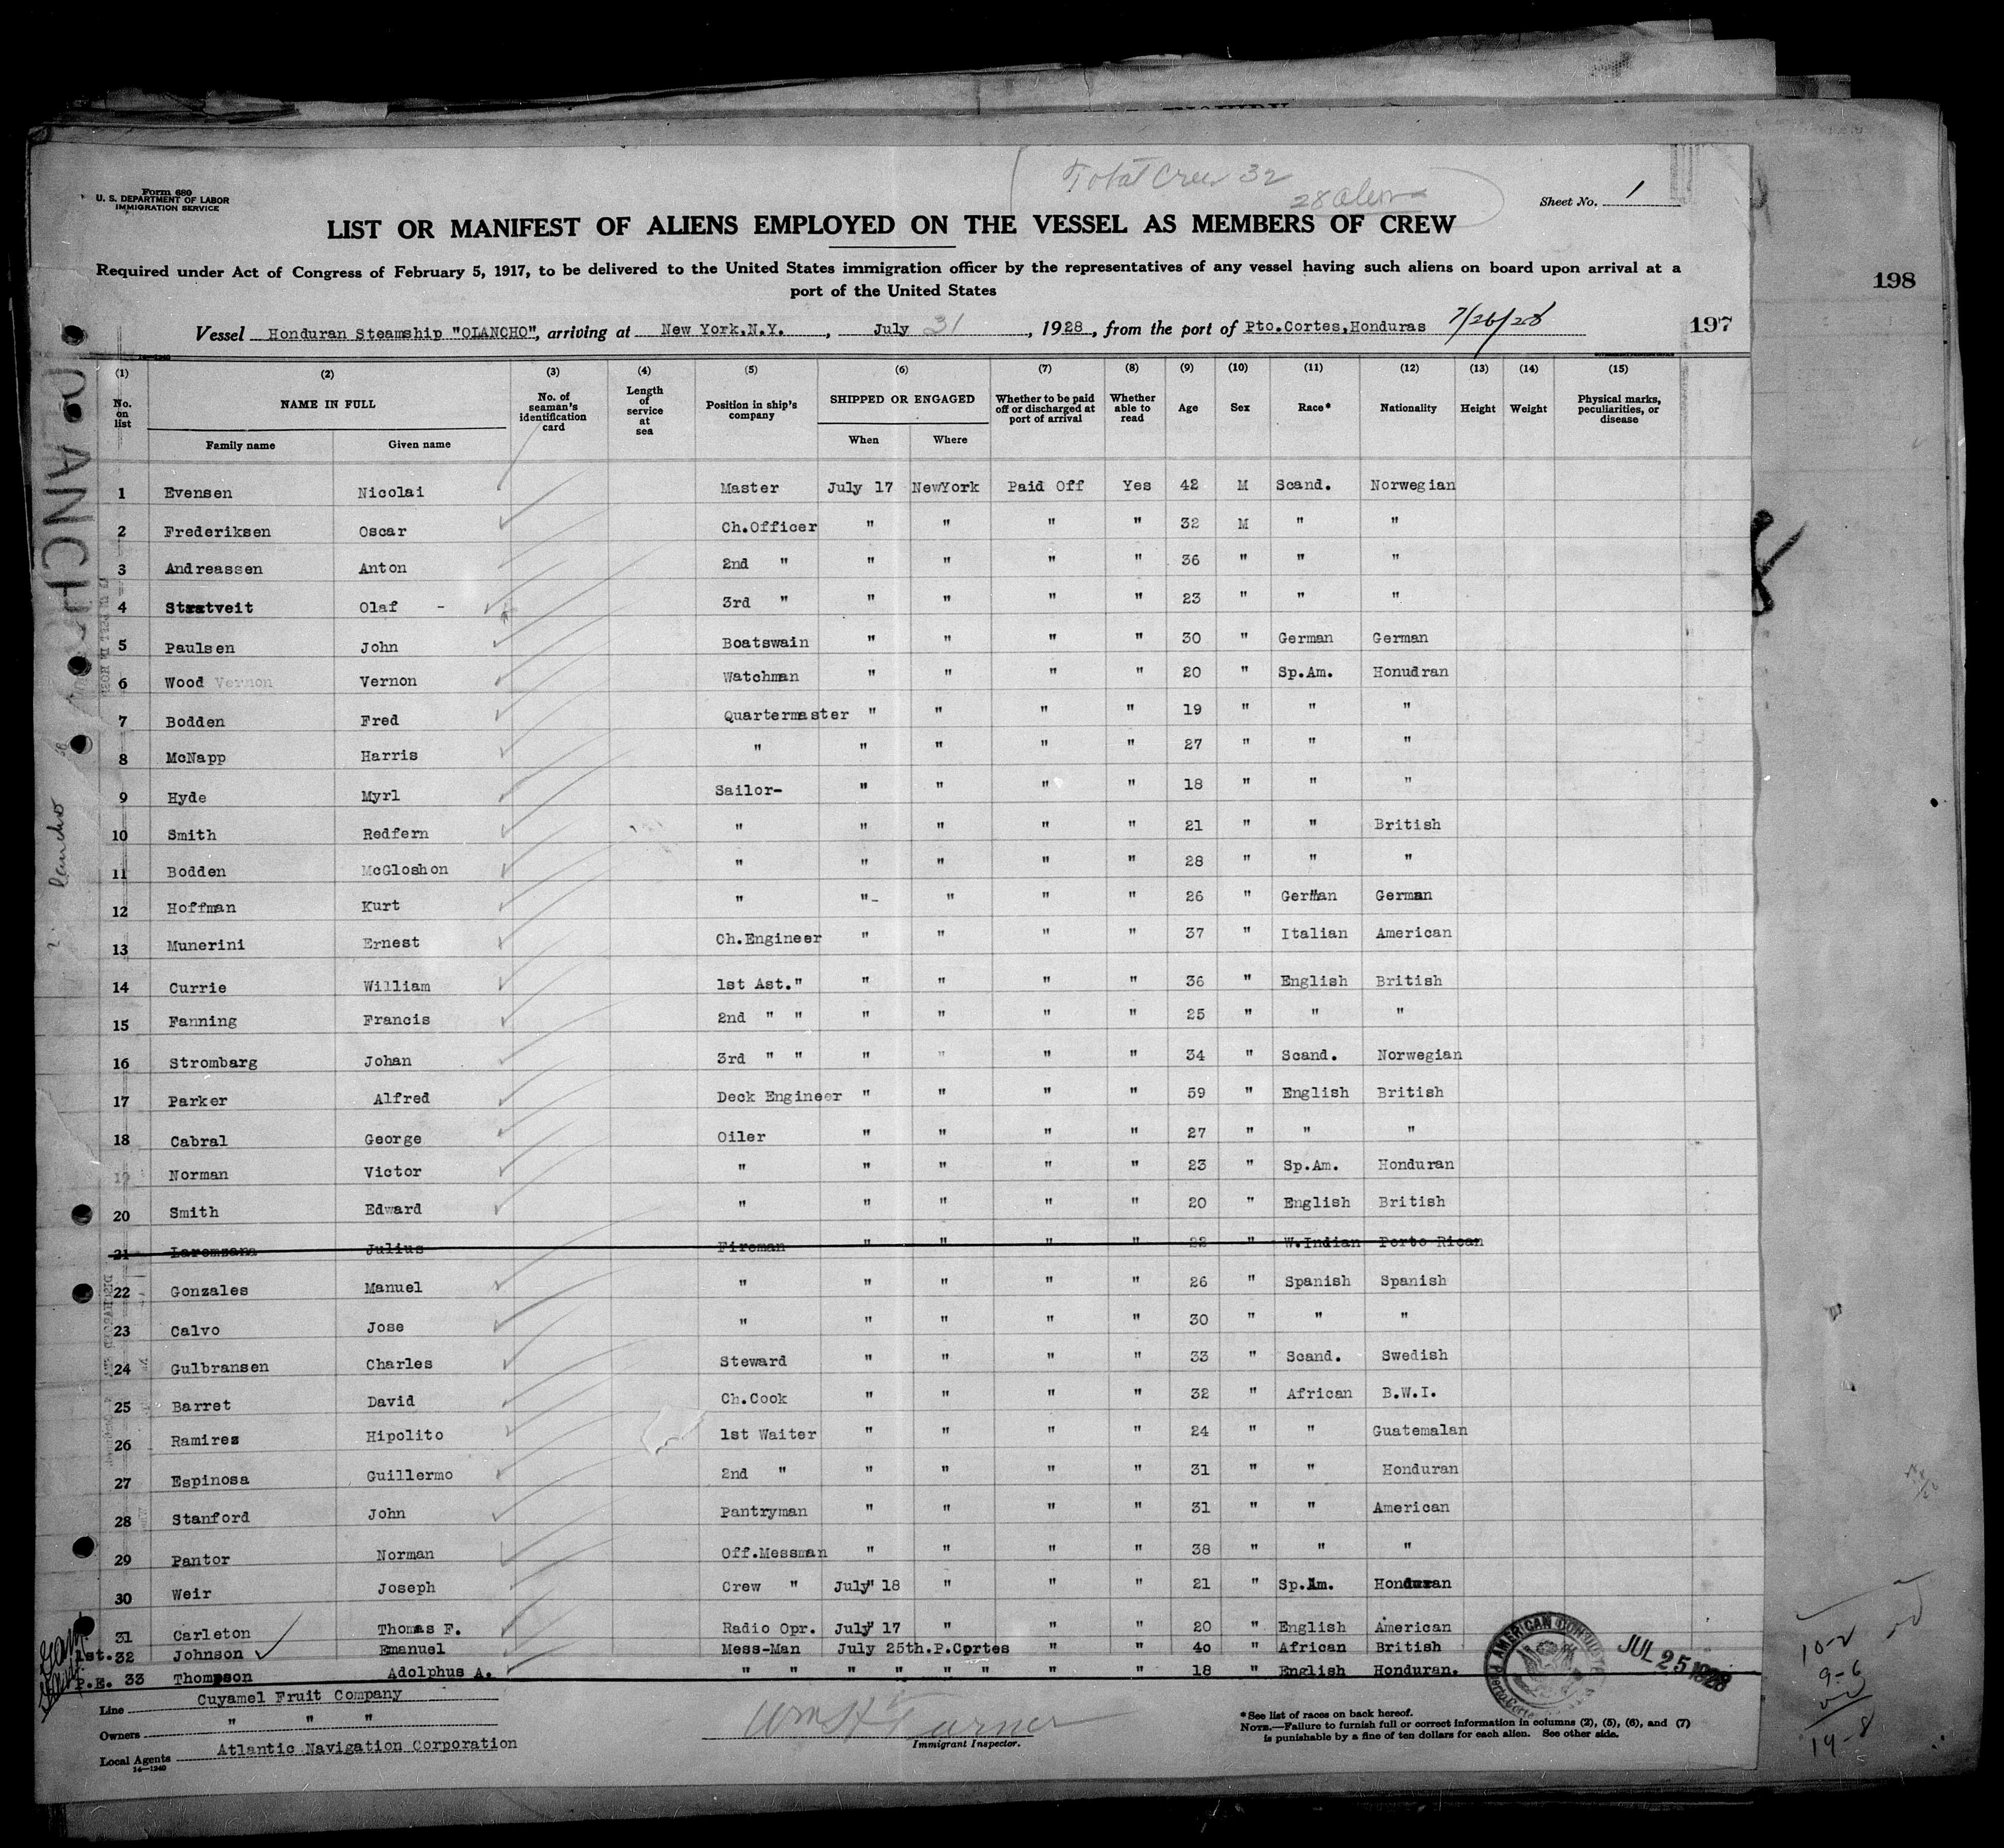 Total Crew 32
28 alien
Form 680
U. S. DEPARTMENT OF LABOR
IMMIGRATION SERVICE
Sheet No. 1
LIST OR MANIFEST OF ALIENS EMPLOYED ON THE VESSEL AS MEMBERS OF CREW
Required under Act of Congress of February 5, 1917, to be delivered to the United States immigration officer by the representatives of any vessel having such aliens on board upon arrival at a
port of the United States
198
Vessel Honduran Steamship "OLANCHO", arriving at New York,N.Y. , July 31 , 1928, from the port of Pto.Cortes,Honduras 7/26/28
197
(1) (2) (3) (4) (5) (6) (7) (8) (9) (10) (11) (12) (13) (14) (15)
No. on list NAME IN FULL No. of seaman's identification card Length of service at sea Position in ship's company SHIPPED OR ENGAGED Whether to be paid off or discharged at port of arrival Whether able to read Age Sex Race* Nationality Height Weight Physical marks, peculiarities, or disease
Family name Given name When Where
1 Evensen Nicolai Master July 17 NewYork Paid Off Yes 42 M Scand. Norwegian
2 Frederiksen Oscar Ch.Officer " " " " 32 M " "
3 Andreassen Anton 2nd " " " " " 36 " " "
4 Stratveit Olaf - 3rd " " " " " 23 " " "
5 Paulsen John Boatswain " " " " 30 " German German
6 Wood Vernon Vernon Watchman " " " " 20 " Sp.Am. Honudran
7 Bodden Fred Quartermaster " " " " 19 " " "
8 McNapp Harris " " " " " 27 " " "
9 Hyde Myrl Sailor- " " " " 18 " " "
10 Smith Redfern " " " " " 21 " " British
11 Bodden McGloshon " " " " " 28 " " "
12 Hoffman Kurt " "- " " " 26 " German German
13 Munerini Ernest Ch.Engineer " " " " 37 " Italian American
14 Currie William 1st Ast." " " " " 36 " English British
15 Fanning Francis 2nd " " " " " " 25 " " "
16 Strombarg Johan 3rd " " " " " " 34 " Scand. Norwegian
17 Parker Alfred Deck Engineer " " " " 59 " English British
18 Cabral George Oiler " " " " 27 " " "
19 Norman Victor " " " " " 23 " Sp.Am. Honduran
20 Smith Edward " " " " " 20 " English British
21 Julius Fireman " " " " " W.Indian Porto Rican
22 Gonzales Manuel " " " " " 26 " Spanish Spanish
23 Calvo Jose " " " " " 30 " " "
24 Gulbransen Charles Steward " " " " 33 " Scand. Swedish
25 Barret David Ch.Cook " " " " 32 " African B.W.I.
26 Ramirez Hipolito 1st Waiter " " " " 24 " " Guatemalan
27 Espinosa Guillermo 2nd " " " " " 31 " " Honduran
28 Stanford John Pantryman " " " " 31 " " American
29 Pantor Norman Off.Messman " " " " 38 " " "
30 Weir Joseph Crew " July" 18 " " " 21 " Sp.Am. Honduran
31 Carleton Thomas F. Radio Opr. July" 17 " " " 20 " English American
1st. 32 Johnson Emanuel Mess-Man July 25th.P.Cortes " " 40 " African British
P.E. 33 Thompson Adolphus A. " " " " " " " " 18 " English Honduran.
AMERICAN CONSULATE
Puerto Cortes
JUL 25 1928
Line Cuyamel Fruit Company
Owners " " "
Local Agents Atlantic Navigation Corporation
14—1240
Wm H Turner
Immigrant Inspector.
*See list of races on back hereof.
NOTE.—Failure to furnish full or correct information in columns (2), (5), (6), and (7)
is punishable by a fine of ten dollars for each alien. See other side.
10-2
9-6
19-8